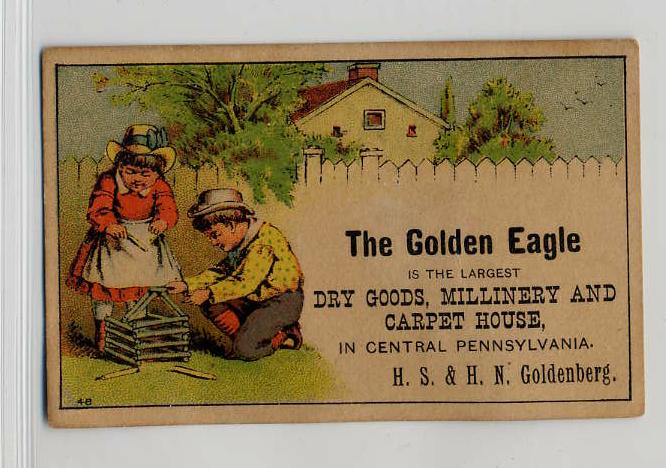 The Golden Eagle
IS THE LARGEST
DRY GOODS, MILLINERY AND
CARPET HOUSE,
IN CENTRAL PENNSYLVANIA.
H. S. & H. N. Goldenberg.
48